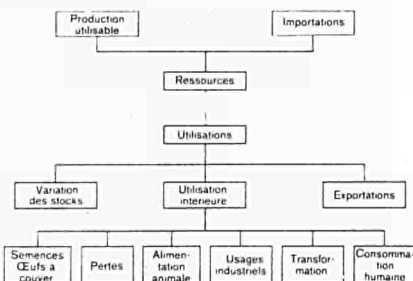 Production
utilisable
Importations
Ressources
Utilisations
Variation
des stocks
Utilisation
intérieure
Exportations
Semences
Œufs à
couver
Pertes
Alimen-
tation
animale
Usages
industriels
Transfor-
mation
Consomma-
tion
humaine